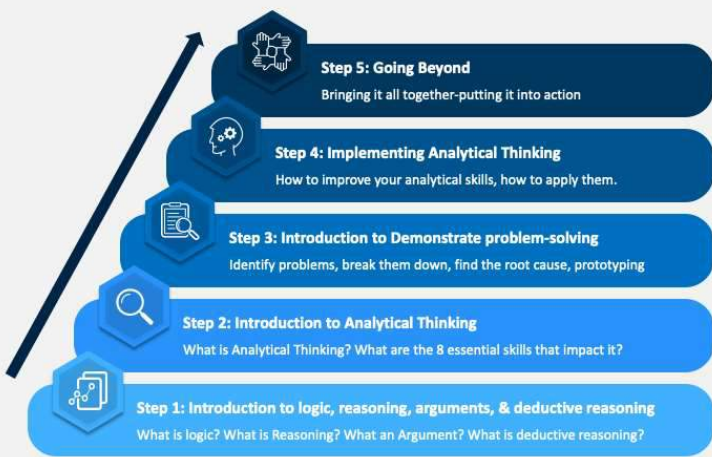 Step 5: Going Beyond
Bringing it all together-putting it into action
Step 4: Implementing Analytical Thinking
How to improve your analytical skills, how to apply them.
Step 3: Introduction to Demonstrate problem-solving
Identify problems, break them down, find the root cause, prototyping
Step 2: Introduction to Analytical Thinking
What is Analytical Thinking? What are the 8 essential skills that impact it?
Step 1: Introduction to logic, reasoning, arguments, & deductive reasoning
What is logic? What is Reasoning? What an Argument? What is deductive reasoning?